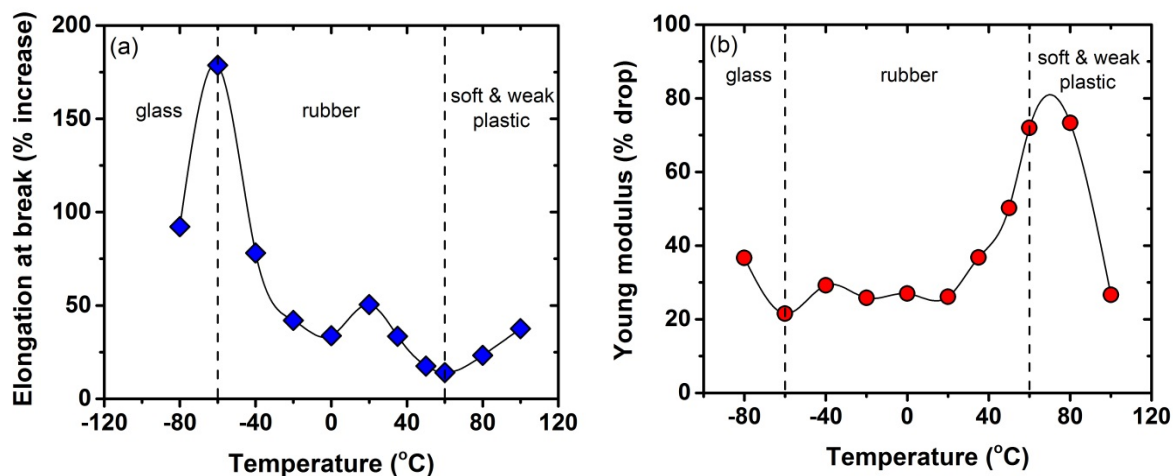 (a)
glass
rubber
soft & weak
plastic
Elongation at break (% increase)
200
150
100
50
0
-120 -80 -40 0 40 80 120
Temperature (°C)
(b)
glass
rubber
soft & weak
plastic
Young modulus (% drop)
100
80
60
40
20
0
-80 -40 0 40 80 120
Temperature (°C)